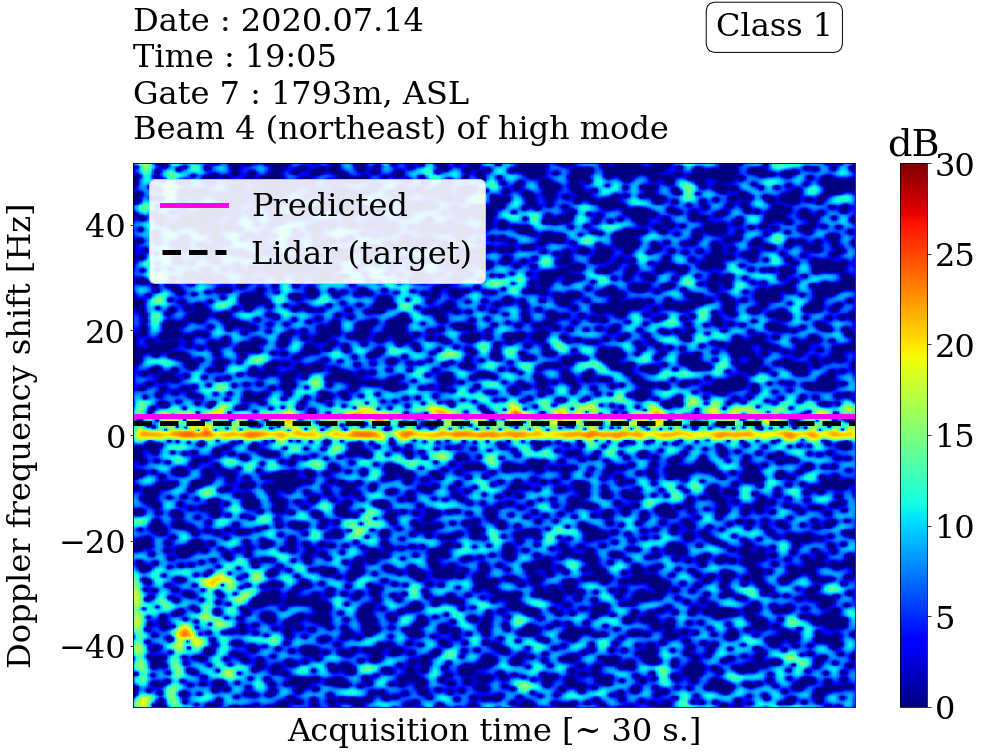 Date : 2020.07.14
Time : 19:05
Gate 7 : 1793m, ASL
Beam 4 (northeast) of high mode
Class 1
dB
Predicted
Lidar (target)
Doppler frequency shift [Hz]
40
20
0
−20
−40
Acquisition time [~ 30 s.]
30
25
20
15
10
5
0